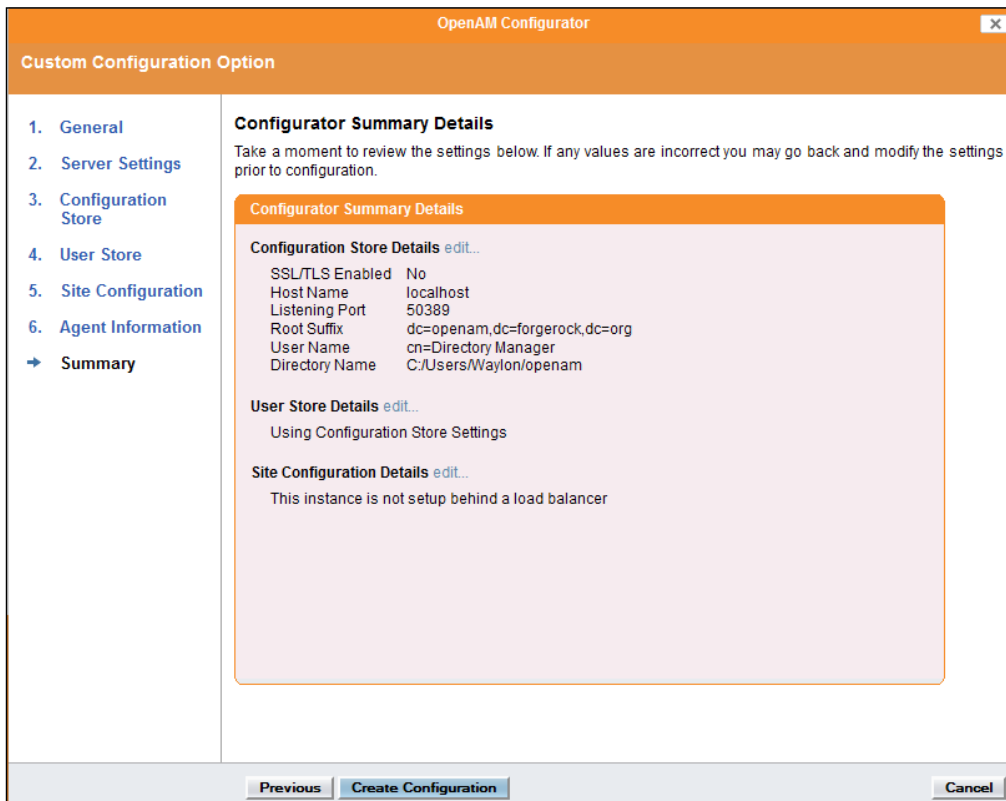 OpenAM Configurator
Custom Configuration Option
1. General
2. Server Settings
3. Configuration
Store
4. User Store
5. Site Configuration
6. Agent Information
Summary
Configurator Summary Details
Take a moment to review the settings below. If any values are incorrect you may go back and modify the settings
prior to configuration.
Configurator Summary Details
Configuration Store Details edit...
SSL/TLS Enabled No
Host Name localhost
Listening Port 50389
Root Suffix dc=openam,dc=forgerock,dc=org
User Name cn=Directory Manager
Directory Name C:/Users/Waylon/openam
User Store Details edit...
Using Configuration Store Settings
Site Configuration Details edit...
This instance is not setup behind a load balancer
Previous Create Configuration Cancel